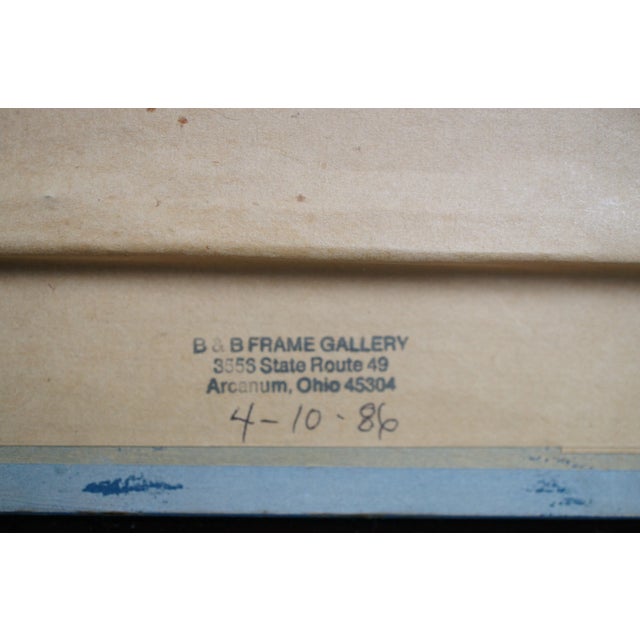 B & B FRAME GALLERY
3556 State Route 49
Arcanum, Ohio 45304
4-10-86